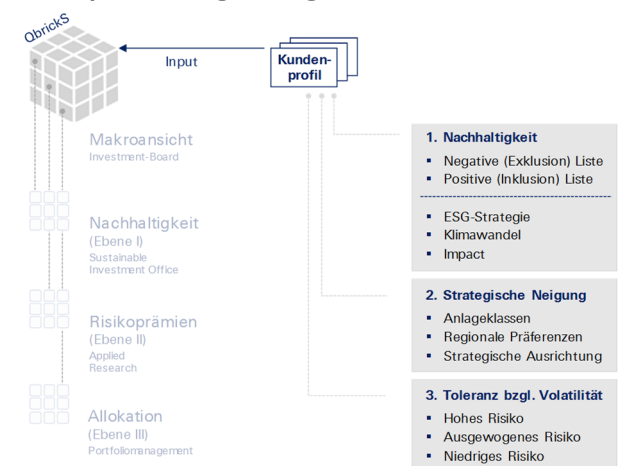 QbrickS
Input
Kunden-
profil
Makroansicht
Investment-Board
Nachhaltigkeit
(Ebene I)
Sustainable
Investment Office
Risikoprämien
(Ebene II)
Applied
Research
Allokation
(Ebene III)
Portfoliomanagement
1. Nachhaltigkeit
▪ Negative (Exklusion) Liste
▪ Positive (Inklusion) Liste
▪ ESG-Strategie
▪ Klimawandel
▪ Impact
2. Strategische Neigung
▪ Anlageklassen
▪ Regionale Präferenzen
▪ Strategische Ausrichtung
3. Toleranz bzgl. Volatilität
▪ Hohes Risiko
▪ Ausgewogenes Risiko
▪ Niedriges Risiko